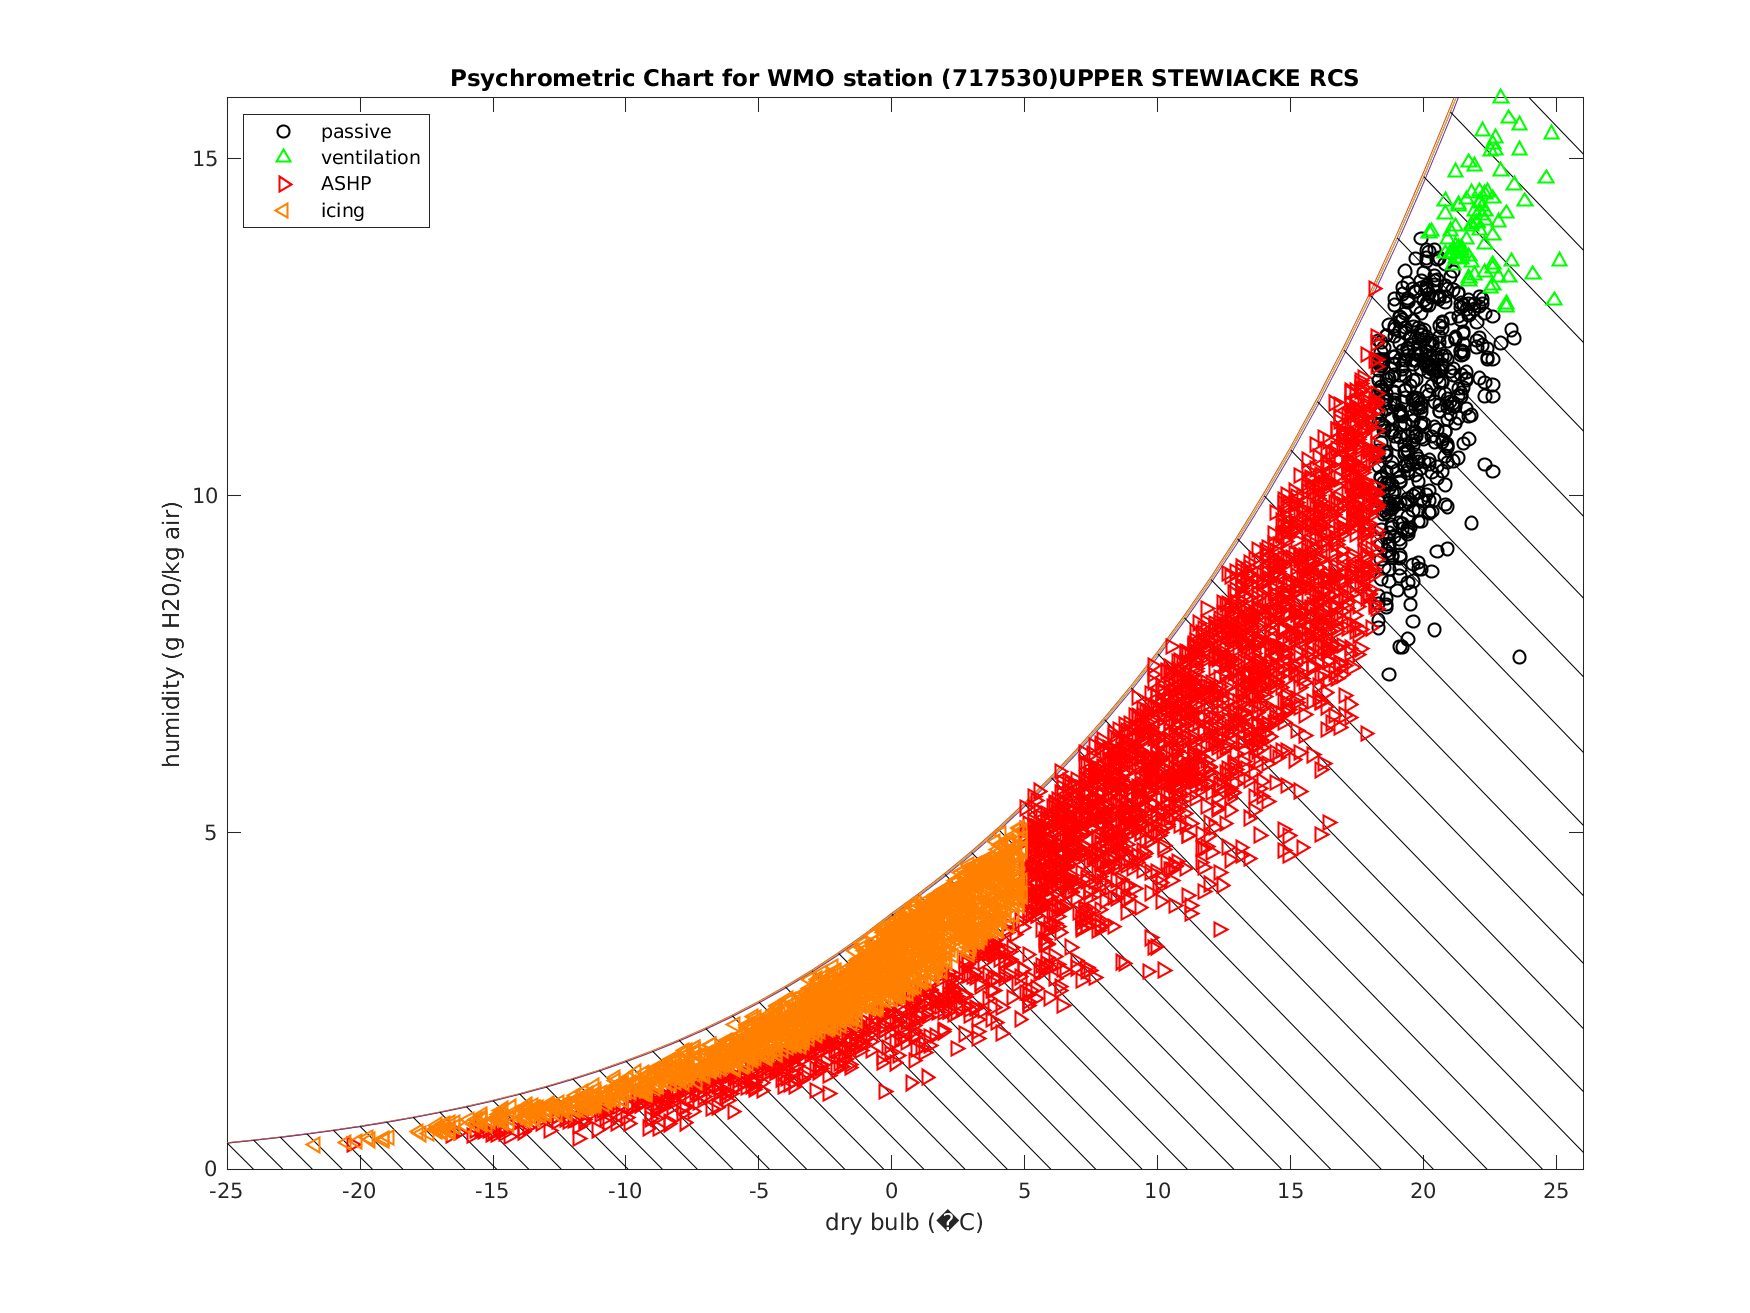 Psychrometric Chart for WMO station (717530)UPPER STEWIACKE RCS
passive
ventilation
ASHP
icing
humidity (g H20/kg air)
15
10
5
0
-25 -20 -15 -10 -5 0 5 10 15 20 25
dry bulb (�C)